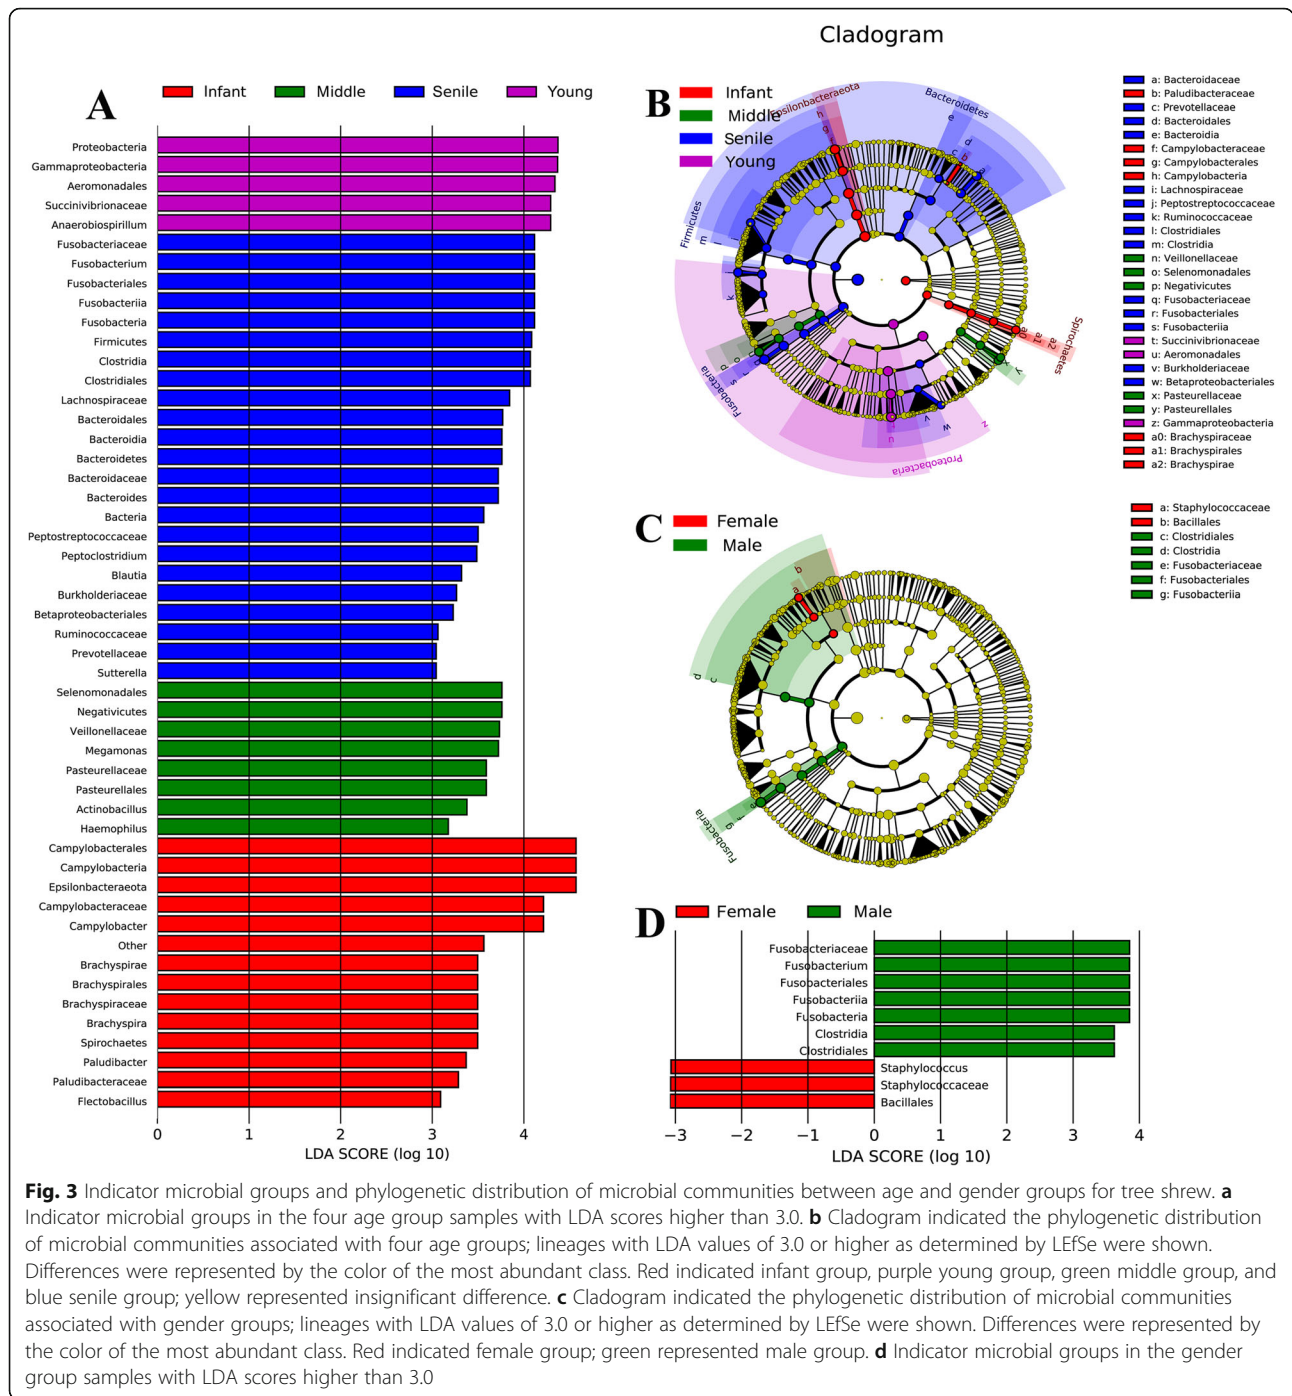 Cladogram
A
Infant Middle Senile Young
Proteobacteria
Gammaproteobacteria
Aeromonadales
Succinivibrionaceae
Anaerobiospirillum
Fusobacteriaceae
Fusobacterium
Fusobacteriales
Fusobacteriia
Fusobacteria
Firmicutes
Clostridia
Clostridiales
Lachnospiraceae
Bacteroidales
Bacteroidia
Bacteroidetes
Bacteroidaceae
Bacteroides
Bacteria
Peptostreptococcaceae
Peptoclostridium
Blautia
Burkholderiaceae
Betaproteobacteriales
Ruminococcaceae
Prevotellaceae
Sutterella
Selenomonadales
Negativicutes
Veillonellaceae
Megamonas
Pasteurellaceae
Pasteurellales
Actinobacillus
Haemophilus
Campylobacterales
Campylobacteria
Epsilonbacteraeota
Campylobacteraceae
Campylobacter
Other
Brachyspirae
Brachyspirales
Brachyspiraceae
Brachyspira
Spirochaetes
Paludibacter
Paludibacteraceae
Flectobacillus
0 1 2 3 4
LDA SCORE (log 10)
B
Infant
Middle
Senile
Young
Epsilonbacteraeota
h
g
Bacteroidetes
e
d
c
b
a
Firmicutes
m
l
i
j
k
p
o
n
Fusobacteria
s
r
Proteobacteria
u
v
w
z
x
y
Spirochaetes
a0
a1
a2
a: Bacteroidaceae
b: Paludibacteraceae
c: Prevotellaceae
d: Bacteroidales
e: Bacteroidia
f: Campylobacteraceae
g: Campylobacterales
h: Campylobacteria
i: Lachnospiraceae
j: Peptostreptococcaceae
k: Ruminococcaceae
l: Clostridiales
m: Clostridia
n: Veillonellaceae
o: Selenomonadales
p: Negativicutes
q: Fusobacteriaceae
r: Fusobacteriales
s: Fusobacteriia
t: Succinivibrionaceae
u: Aeromonadales
v: Burkholderiaceae
w: Betaproteobacteriales
x: Pasteurellaceae
y: Pasteurellales
z: Gammaproteobacteria
a0: Brachyspiraceae
a1: Brachyspirales
a2: Brachyspirae
C
Female
Male
b
a
d
c
Fusobacteria
g
f
e
a: Staphylococcaceae
b: Bacillales
c: Clostridiales
d: Clostridia
e: Fusobacteriaceae
f: Fusobacteriales
g: Fusobacteriia
D
Female Male
Fusobacteriaceae
Fusobacterium
Fusobacteriales
Fusobacteriia
Fusobacteria
Clostridia
Clostridiales
Staphylococcus
Staphylococcaceae
Bacillales
−3 −2 −1 0 1 2 3 4
LDA SCORE (log 10)
Fig. 3 Indicator microbial groups and phylogenetic distribution of microbial communities between age and gender groups for tree shrew. a
Indicator microbial groups in the four age group samples with LDA scores higher than 3.0. b Cladogram indicated the phylogenetic distribution
of microbial communities associated with four age groups; lineages with LDA values of 3.0 or higher as determined by LEfSe were shown.
Differences were represented by the color of the most abundant class. Red indicated infant group, purple young group, green middle group, and
blue senile group; yellow represented insignificant difference. c Cladogram indicated the phylogenetic distribution of microbial communities
associated with gender groups; lineages with LDA values of 3.0 or higher as determined by LEfSe were shown. Differences were represented by
the color of the most abundant class. Red indicated female group; green represented male group. d Indicator microbial groups in the gender
group samples with LDA scores higher than 3.0